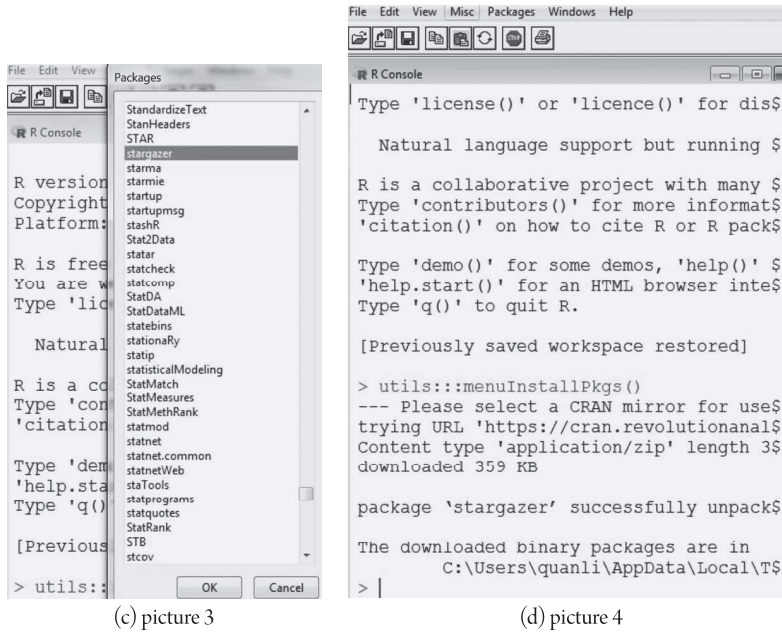 File Edit View
Packages
R Console
StandardizeText
StanHeaders
STAR
stargazer
starma
starmie
startup
startupmsg
stashR
Stat2Data
statar
statcheck
statcomp
StatDA
StatDataML
statebins
stationaRy
statip
statisticalModeling
StatMatch
StatMeasures
StatMethRank
statmod
statnet
statnet.common
statnetWeb
staTools
statprograms
statquotes
StatRank
STB
stcov
OK Cancel
R version
Copyright
Platform:
R is free
You are w
Type 'lic
Natural
R is a co
Type 'con
'citation
Type 'dem
'help.sta
Type 'q()
[Previous
> utils::
(c) picture 3
File Edit View Misc Packages Windows Help
STOP
R Console
Type 'license()' or 'licence()' for dis$
Natural language support but running $
R is a collaborative project with many $
Type 'contributors()' for more informat$
'citation()' on how to cite R or R pack$
Type 'demo()' for some demos, 'help()' $
'help.start()' for an HTML browser inte$
Type 'q()' to quit R.
[Previously saved workspace restored]
> utils:::menuInstallPkgs()
--- Please select a CRAN mirror for use$
trying URL 'https://cran.revolutionanal$
Content type 'application/zip' length 3$
downloaded 359 KB
package ‘stargazer’ successfully unpack$
The downloaded binary packages are in
C:\Users\quanli\AppData\Local\T$
>
(d) picture 4